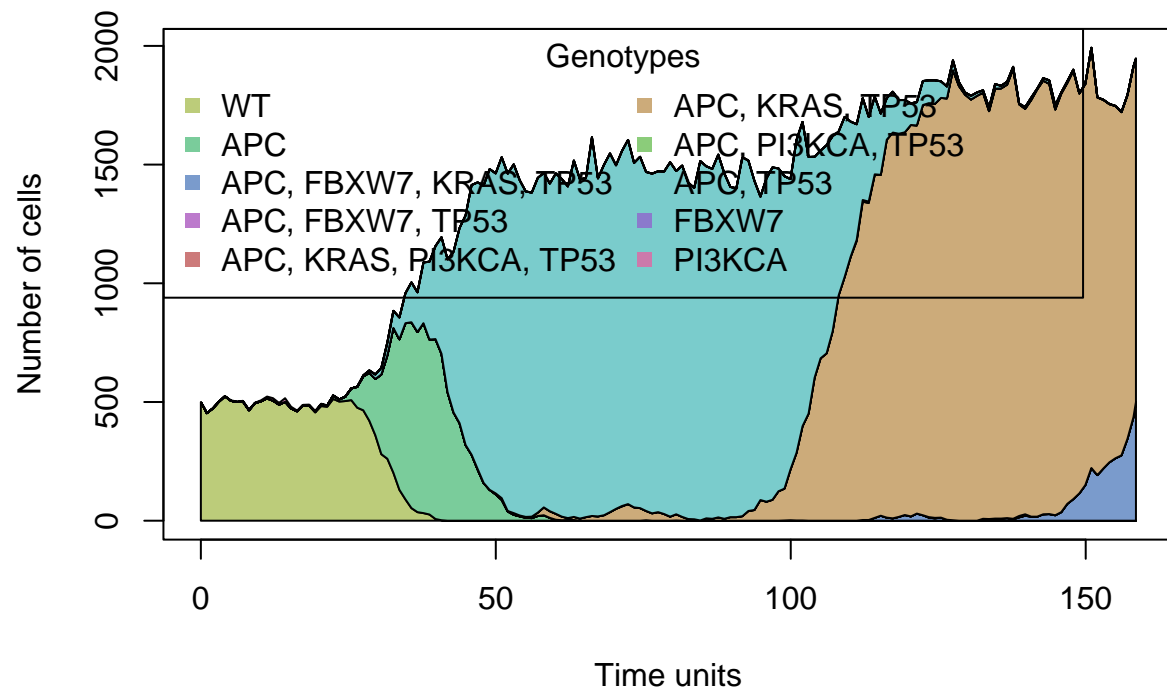 Genotypes
WT
APC
APC, FBXW7, KRAS, TP53
APC, FBXW7, TP53
APC, KRAS, PI3KCA, TP53
APC, KRAS, TP53
APC, PI3KCA, TP53
APC, TP53
FBXW7
PI3KCA
Number of cells
2000
1500
1000
500
0
0 50 100 150
Time units